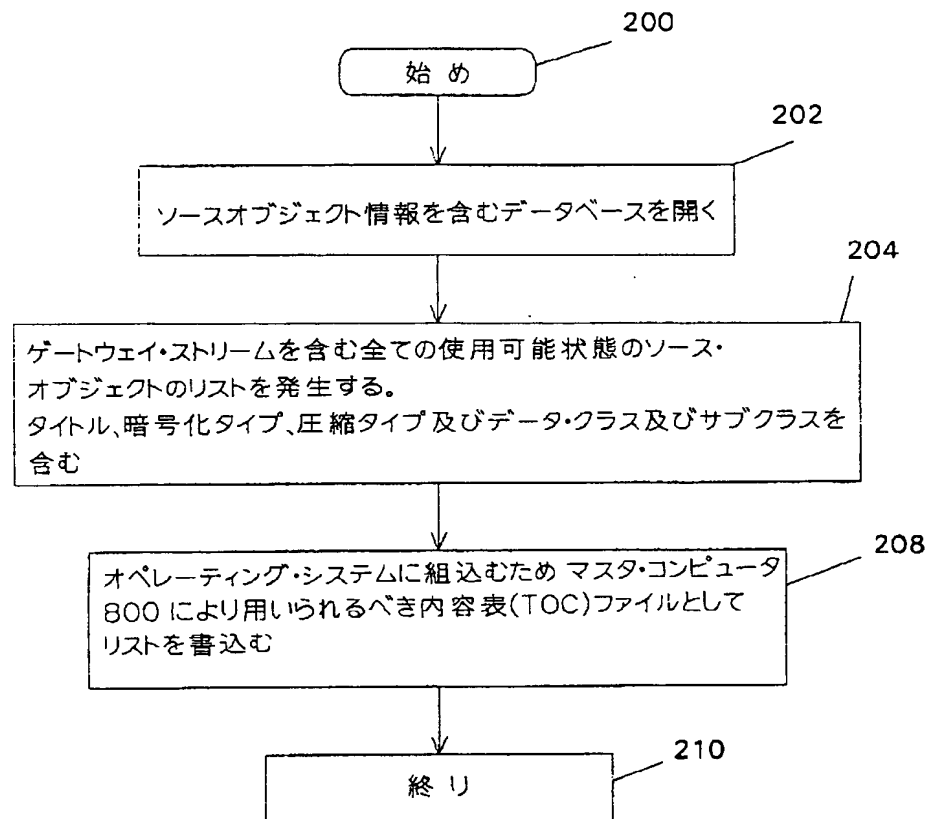 200
始め
202
ソースオブジェクト情報を含むデータベースを開く
204
ゲートウェイ・ストリームを含む全ての使用可能状態のソース・
オブジェクトのリストを発生する。
タイトル、暗号化タイプ、圧縮タイプ及びデータ・クラス及びサブクラスを
含む
208
オペレーティング・システムに組込むため マスタ・コンピュータ
800 により用いられるべき内容表(TOC)ファイルとして
リストを書込む
210
終り